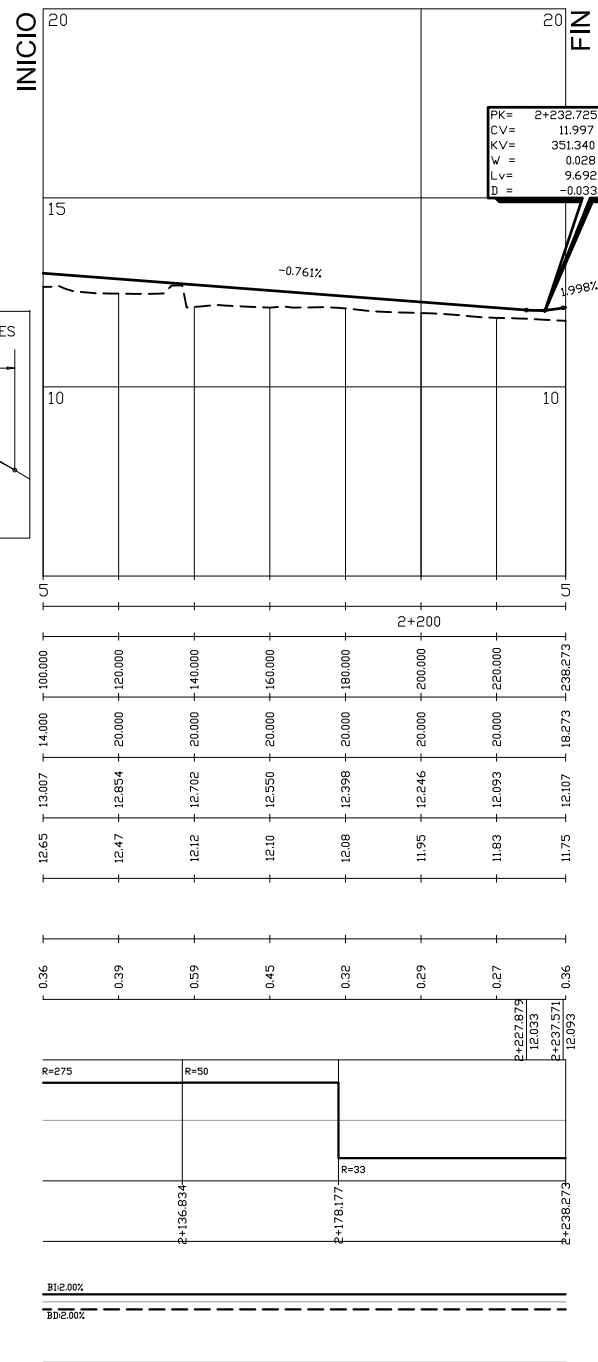 INICIO
20
20
FIN
PK= 2+232.725
CV= 11.997
KV= 351.340
W = 0.028
Lv= 9.692
D = -0.033
15
-0.761%
1.998%
ES
10
10
5
5
2+200
100.000 120.000 140.000 160.000 180.000 200.000 220.000 238.273
14.000 20.000 20.000 20.000 20.000 20.000 20.000 18.273
13.007 12.854 12.702 12.550 12.398 12.246 12.093 12.107
12.65 12.47 12.12 12.10 12.08 11.95 11.83 11.75
0.36 0.39 0.59 0.45 0.32 0.29 0.27 0.36
2+227.879
12.033
2+237.571
12.093
R=275
R=50
R=33
2+136.834
2+178.177
2+238.273
BI:2.00%
BD:2.00%